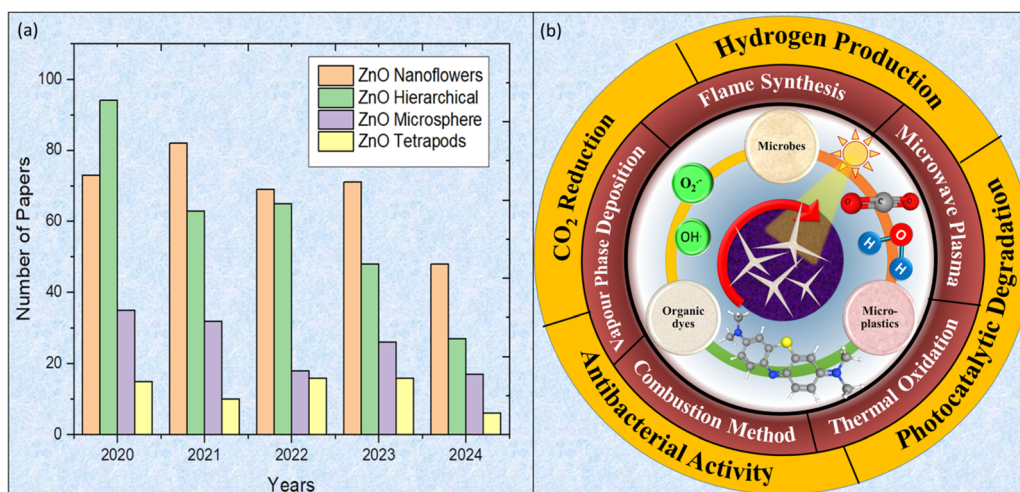 (a)
ZnO Nanoflowers
ZnO Hierarchical
ZnO Microsphere
ZnO Tetrapods
Number of Papers
100
80
60
40
20
0
2020
2021
2022
2023
2024
Years
(b)
Hydrogen Production
CO₂ Reduction
Photocatalytic Degradation
Antibacterial Activity
Flame Synthesis
Microwave Plasma
Vapour Phase Deposition
Thermal Oxidation
Combustion Method
Microbes
O₂·⁻
OH·
Organic
dyes
Micro-
plastics
O
C
O
O
H
H